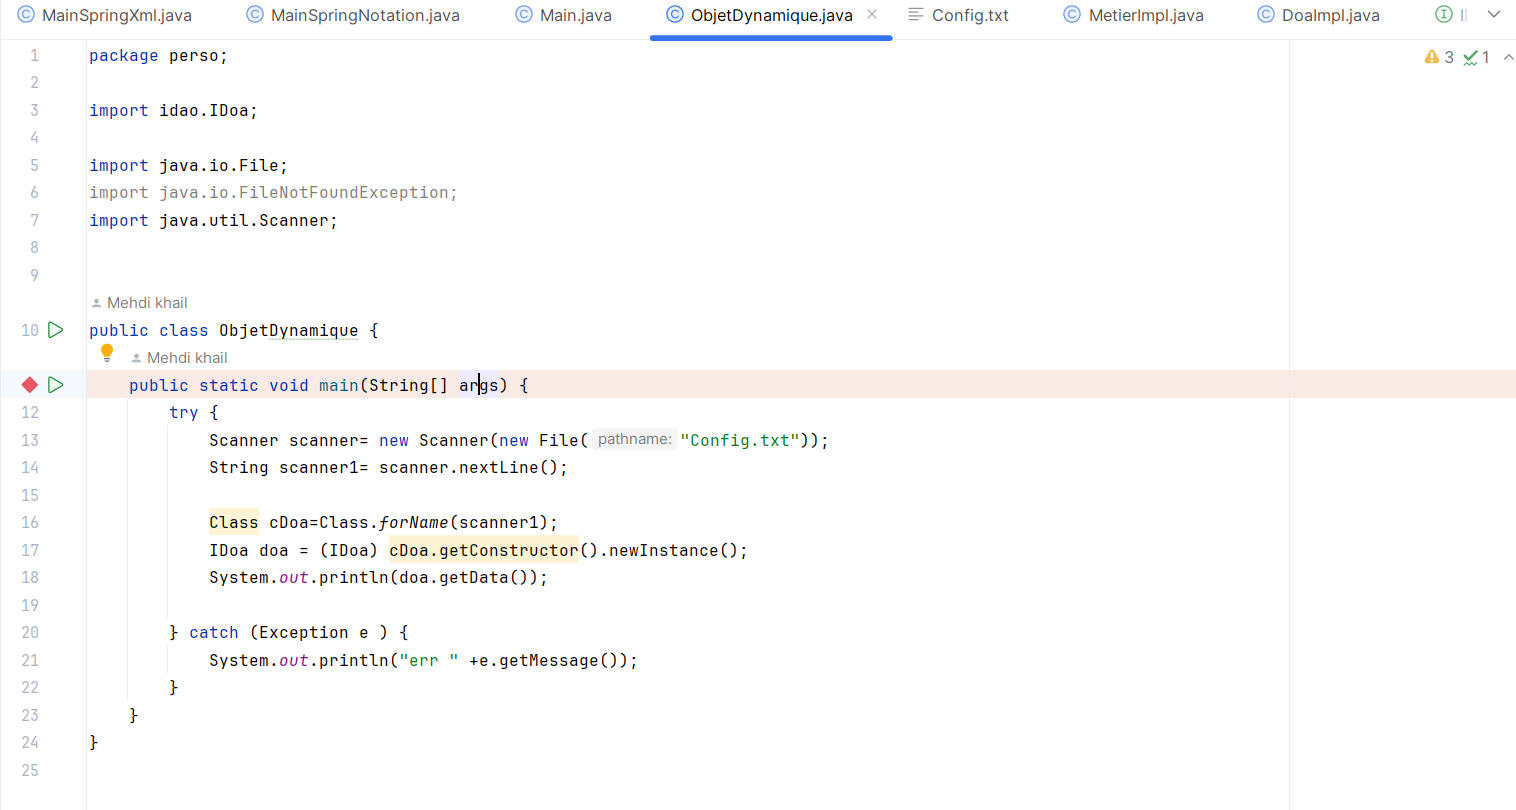 MainSpringXml.java MainSpringNotation.java Main.java ObjetDynamique.java Config.txt MetierImpl.java DoaImpl.java
3 1
1 package perso;
2
3 import idao.IDoa;
4
5 import java.io.File;
6 import java.io.FileNotFoundException;
7 import java.util.Scanner;
8
9
Mehdi khail
10 public class ObjetDynamique {
Mehdi khail
public static void main(String[] args) {
12 try {
13 Scanner scanner= new Scanner(new File( pathname: "Config.txt"));
14 String scanner1= scanner.nextLine();
15
16 Class cDoa=Class.forName(scanner1);
17 IDoa doa = (IDoa) cDoa.getConstructor().newInstance();
18 System.out.println(doa.getData());
19
20 } catch (Exception e ) {
21 System.out.println("err " +e.getMessage());
22 }
23 }
24 }
25